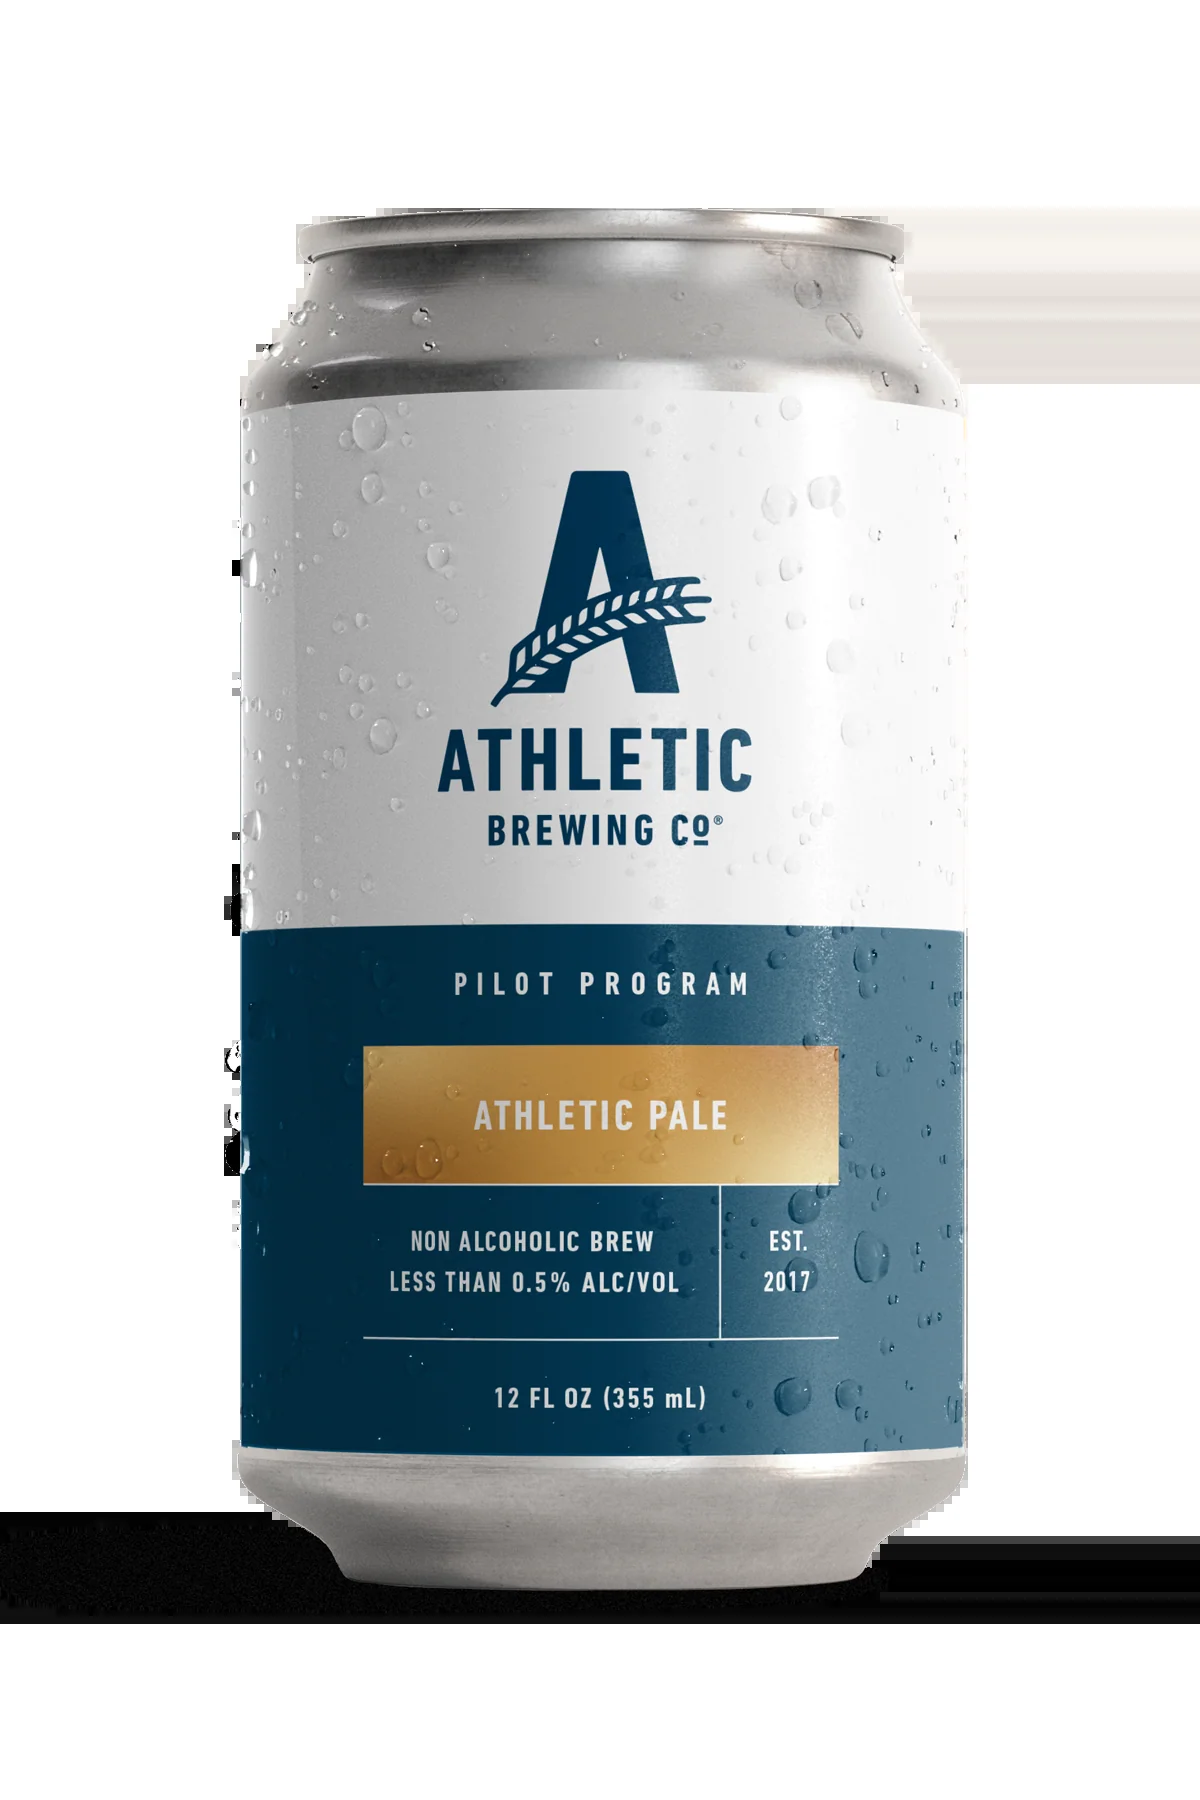 A
ATHLETIC
BREWING Cº®
PILOT PROGRAM
ATHLETIC PALE
NON ALCOHOLIC BREW
LESS THAN 0.5% ALC/VOL
EST.
2017
12 FL OZ (355 mL)